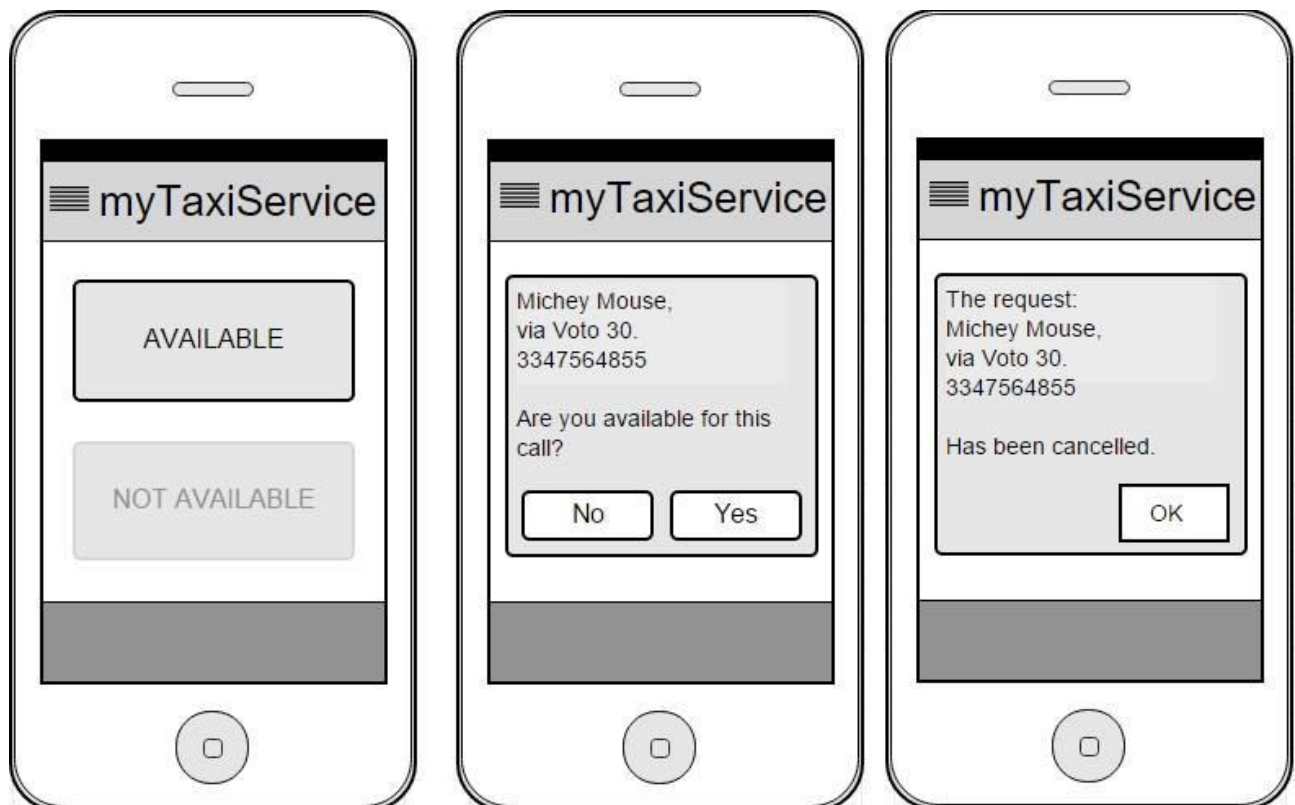 myTaxiService
AVAILABLE
NOT AVAILABLE
myTaxiService
Michey Mouse,
via Voto 30.
3347564855
Are you available for this
call?
No
Yes
myTaxiService
The request:
Michey Mouse,
via Voto 30.
3347564855
Has been cancelled.
OK